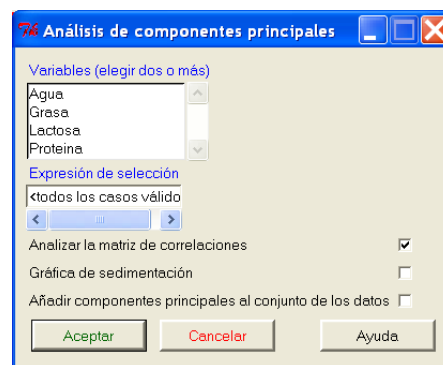 Análisis de componentes principales
Variables (elegir dos o más)
Agua
Grasa
Lactosa
Proteina
Expresión de selección
<todos los casos válido
Analizar la matriz de correlaciones
Gráfica de sedimentación
Añadir componentes principales al conjunto de los datos
Aceptar Cancelar Ayuda